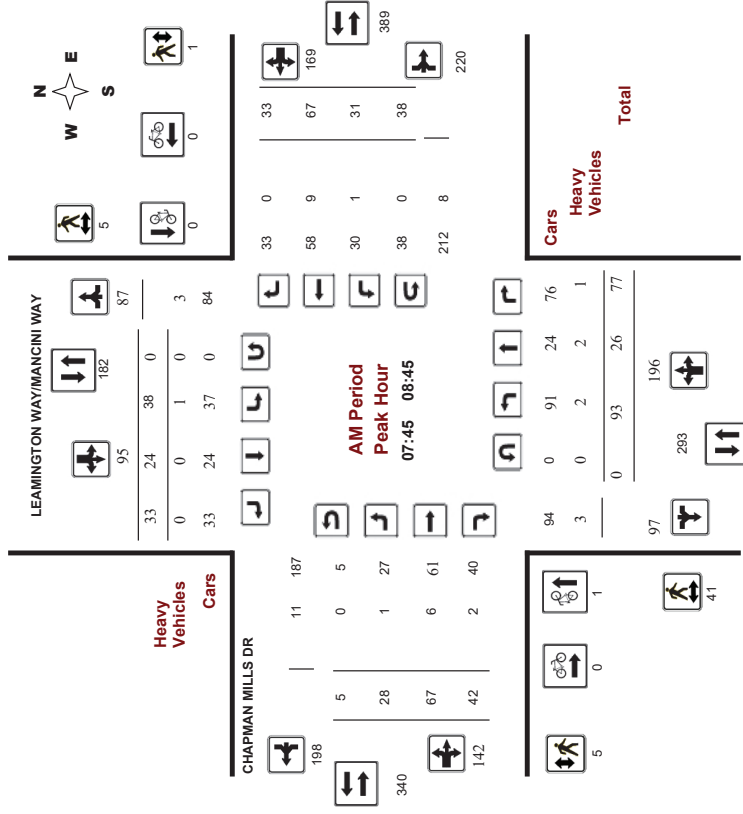 N
W E
S
5
1
0
0
LEAMINGTON WAY/MANCINI WAY
182
95
87
33 24 38 0
0 0 1 0 3
33 24 37 0 84
Heavy
Vehicles
Cars
389
169
220
33 0 33
58 9 67
30 1 31
38 0 38
212 8
AM Period
Peak Hour
07:45 08:45
CHAPMAN MILLS DR
187 11
5 0 5
27 1 28
61 6 67
40 2 42
198
340
142
Cars
Heavy
Vehicles
Total
94 0 91 24 76
3 0 2 2 1
0 93 26 77
97
196
293
5
0
1
41